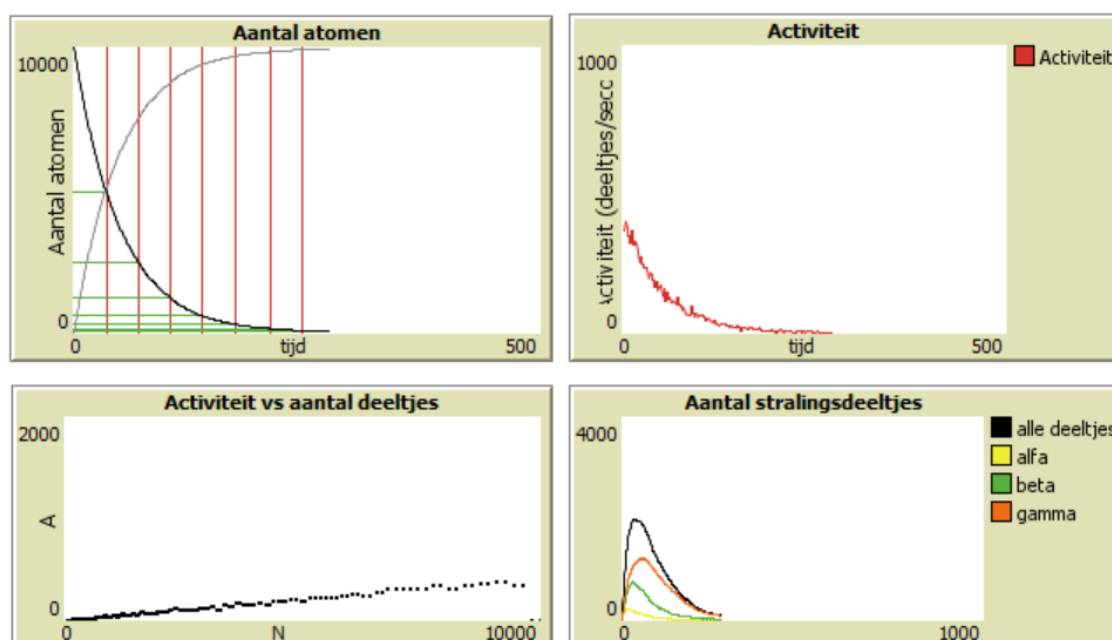 Aantal atomen
10000
Aantal atomen
0
0
tijd
500
Activiteit
1000
Activiteit (deeltjes/secc
0
0
tijd
500
Activiteit
Activiteit vs aantal deeltjes
2000
A
0
0
N
10000
Aantal stralingsdeeltjes
4000
0
0
1000
alle deeltjes
alfa
beta
gamma